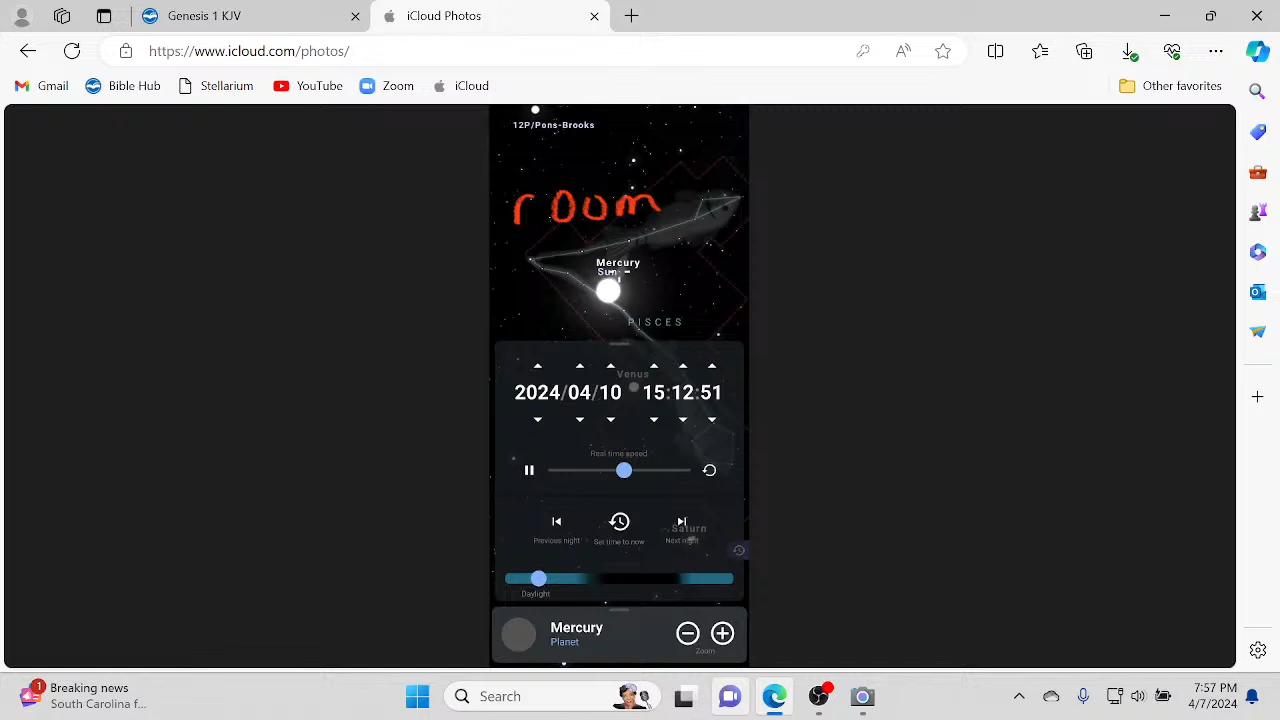 Genesis 1 KJV
iCloud Photos
https://www.icloud.com/photos/
Gmail
Bible Hub
Stellarium
YouTube
Zoom
iCloud
Other favorites
12P/Pons-Brooks
room
Mercury
Sun
PISCES
Venus
2024/04/10 15:12:51
Real time speed
Saturn
Previous night
Set time to now
Next night
Daylight
Mercury
Planet
Zoom
1
Breaking news
South Carolina f...
Search
7:57 PM
4/7/2024